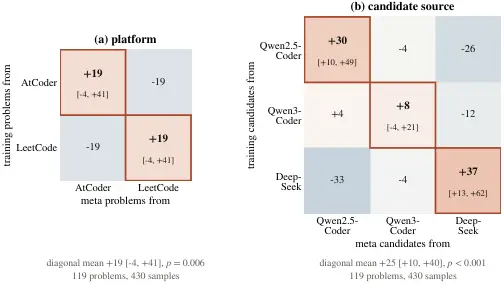 (a) platform
training problems from
AtCoder
+19
[-4, +41]
-19
LeetCode
-19
+19
[-4, +41]
AtCoder
LeetCode
meta problems from
diagonal mean +19 [-4, +41], p = 0.006
119 problems, 430 samples
(b) candidate source
training candidates from
Qwen2.5-
Coder
+30
[+10, +49]
-4
-26
Qwen3-
Coder
+4
+8
[-4, +21]
-12
Deep-
Seek
-33
-4
+37
[+13, +62]
Qwen2.5-
Coder
Qwen3-
Coder
Deep-
Seek
meta candidates from
diagonal mean +25 [+10, +40], p < 0.001
119 problems, 430 samples